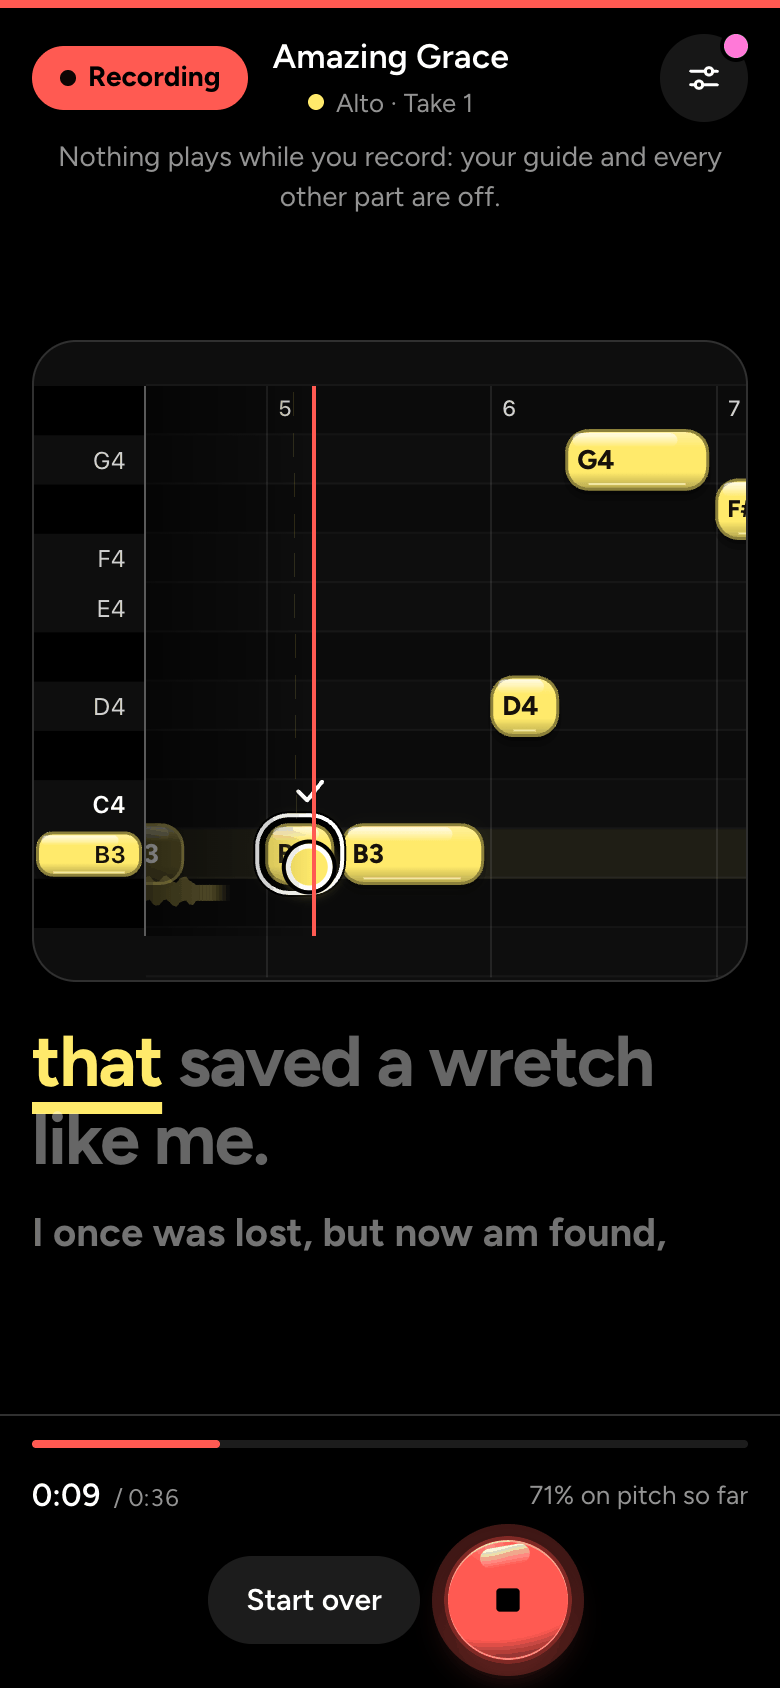 Recording
Amazing Grace
Alto · Take 1
Nothing plays while you record: your guide and every
other part are off.
5
6
7
G4
G4
F4
E4
D4
D4
C4
B3
3
B3
that saved a wretch
like me.
I once was lost, but now am found,
0:09 / 0:36
71% on pitch so far
Start over